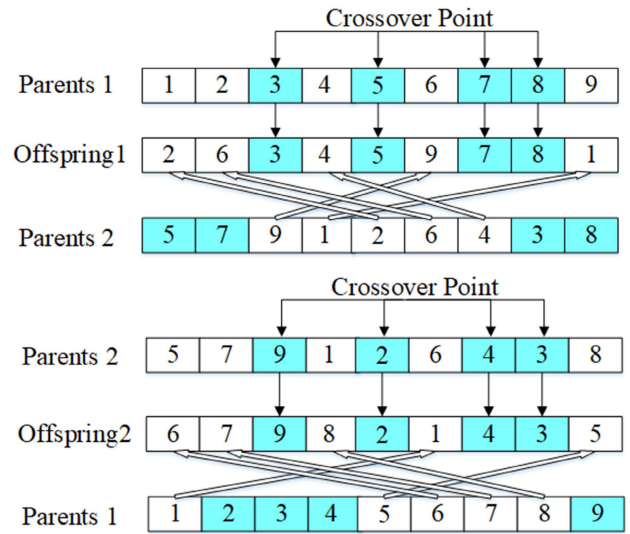 Crossover Point
Parents 1 1 2 3 4 5 6 7 8 9
Offspring1 2 6 3 4 5 9 7 8 1
Parents 2 5 7 9 1 2 6 4 3 8
Crossover Point
Parents 2 5 7 9 1 2 6 4 3 8
Offspring2 6 7 9 8 2 1 4 3 5
Parents 1 1 2 3 4 5 6 7 8 9